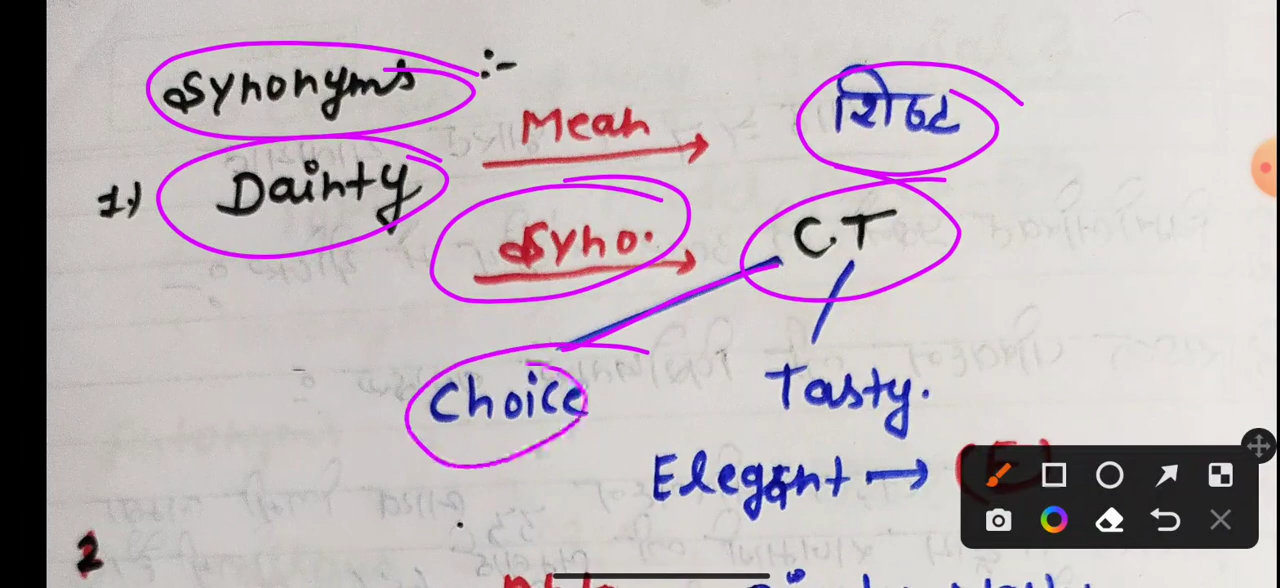 Synonyms :-
Mean
शिष्ट
1.) Dainty
Syno.
C.T
Choice
Tasty.
Elegant → (E)
2